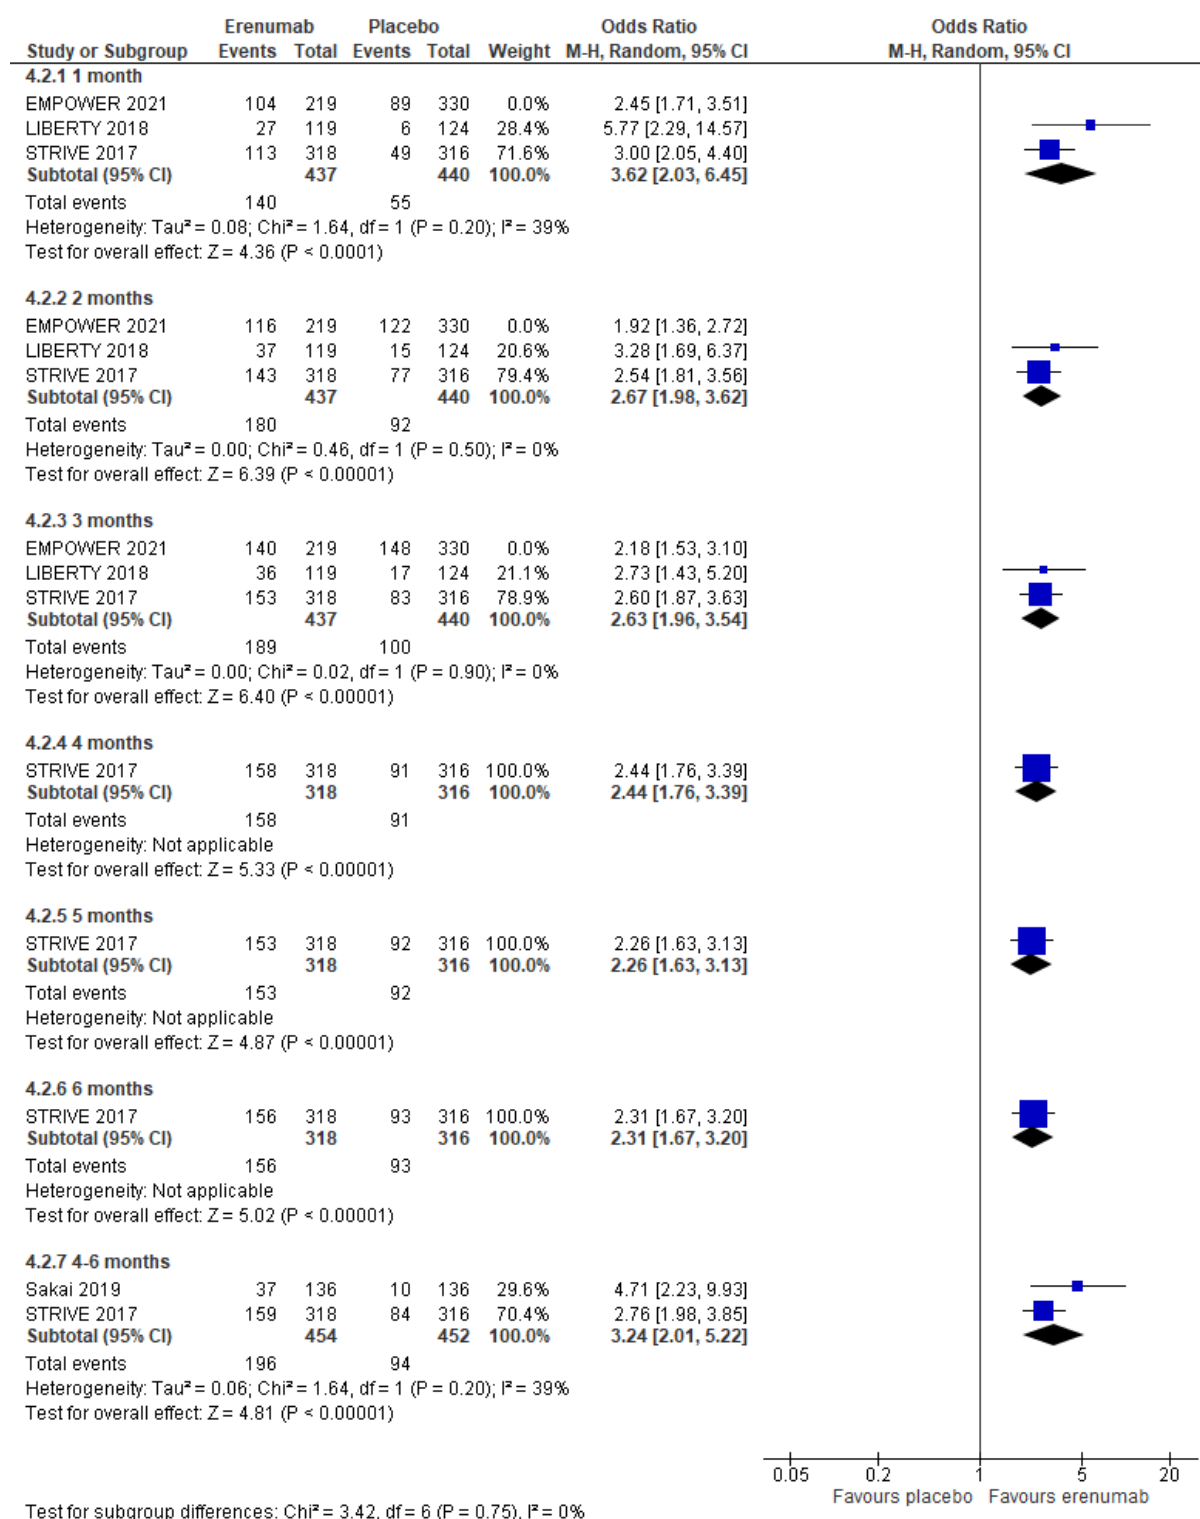 Erenumab Placebo Odds Ratio Odds Ratio
Study or Subgroup Events Total Events Total Weight M-H, Random, 95% CI M-H, Random, 95% CI
4.2.1 1 month
EMPOWER 2021 104 219 89 330 0.0% 2.45 [1.71, 3.51]
LIBERTY 2018 27 119 6 124 28.4% 5.77 [2.29, 14.57]
STRIVE 2017 113 318 49 316 71.6% 3.00 [2.05, 4.40]
Subtotal (95% CI) 437 440 100.0% 3.62 [2.03, 6.45]
Total events 140 55
Heterogeneity: Tau² = 0.08; Chi² = 1.64, df = 1 (P = 0.20); I² = 39%
Test for overall effect: Z = 4.36 (P < 0.0001)
4.2.2 2 months
EMPOWER 2021 116 219 122 330 0.0% 1.92 [1.36, 2.72]
LIBERTY 2018 37 119 15 124 20.6% 3.28 [1.69, 6.37]
STRIVE 2017 143 318 77 316 79.4% 2.54 [1.81, 3.56]
Subtotal (95% CI) 437 440 100.0% 2.67 [1.98, 3.62]
Total events 180 92
Heterogeneity: Tau² = 0.00; Chi² = 0.46, df = 1 (P = 0.50); I² = 0%
Test for overall effect: Z = 6.39 (P < 0.00001)
4.2.3 3 months
EMPOWER 2021 140 219 148 330 0.0% 2.18 [1.53, 3.10]
LIBERTY 2018 36 119 17 124 21.1% 2.73 [1.43, 5.20]
STRIVE 2017 153 318 83 316 78.9% 2.60 [1.87, 3.63]
Subtotal (95% CI) 437 440 100.0% 2.63 [1.96, 3.54]
Total events 189 100
Heterogeneity: Tau² = 0.00; Chi² = 0.02, df = 1 (P = 0.90); I² = 0%
Test for overall effect: Z = 6.40 (P < 0.00001)
4.2.4 4 months
STRIVE 2017 158 318 91 316 100.0% 2.44 [1.76, 3.39]
Subtotal (95% CI) 318 316 100.0% 2.44 [1.76, 3.39]
Total events 158 91
Heterogeneity: Not applicable
Test for overall effect: Z = 5.33 (P < 0.00001)
4.2.5 5 months
STRIVE 2017 153 318 92 316 100.0% 2.26 [1.63, 3.13]
Subtotal (95% CI) 318 316 100.0% 2.26 [1.63, 3.13]
Total events 153 92
Heterogeneity: Not applicable
Test for overall effect: Z = 4.87 (P < 0.00001)
4.2.6 6 months
STRIVE 2017 156 318 93 316 100.0% 2.31 [1.67, 3.20]
Subtotal (95% CI) 318 316 100.0% 2.31 [1.67, 3.20]
Total events 156 93
Heterogeneity: Not applicable
Test for overall effect: Z = 5.02 (P < 0.00001)
4.2.7 4-6 months
Sakai 2019 37 136 10 136 29.6% 4.71 [2.23, 9.93]
STRIVE 2017 159 318 84 316 70.4% 2.76 [1.98, 3.85]
Subtotal (95% CI) 454 452 100.0% 3.24 [2.01, 5.22]
Total events 196 94
Heterogeneity: Tau² = 0.06; Chi² = 1.64, df = 1 (P = 0.20); I² = 39%
Test for overall effect: Z = 4.81 (P < 0.00001)
0.05 0.2 1 5 20
Favours placebo Favours erenumab
Test for subgroup differences: Chi² = 3.42, df = 6 (P = 0.75), I² = 0%